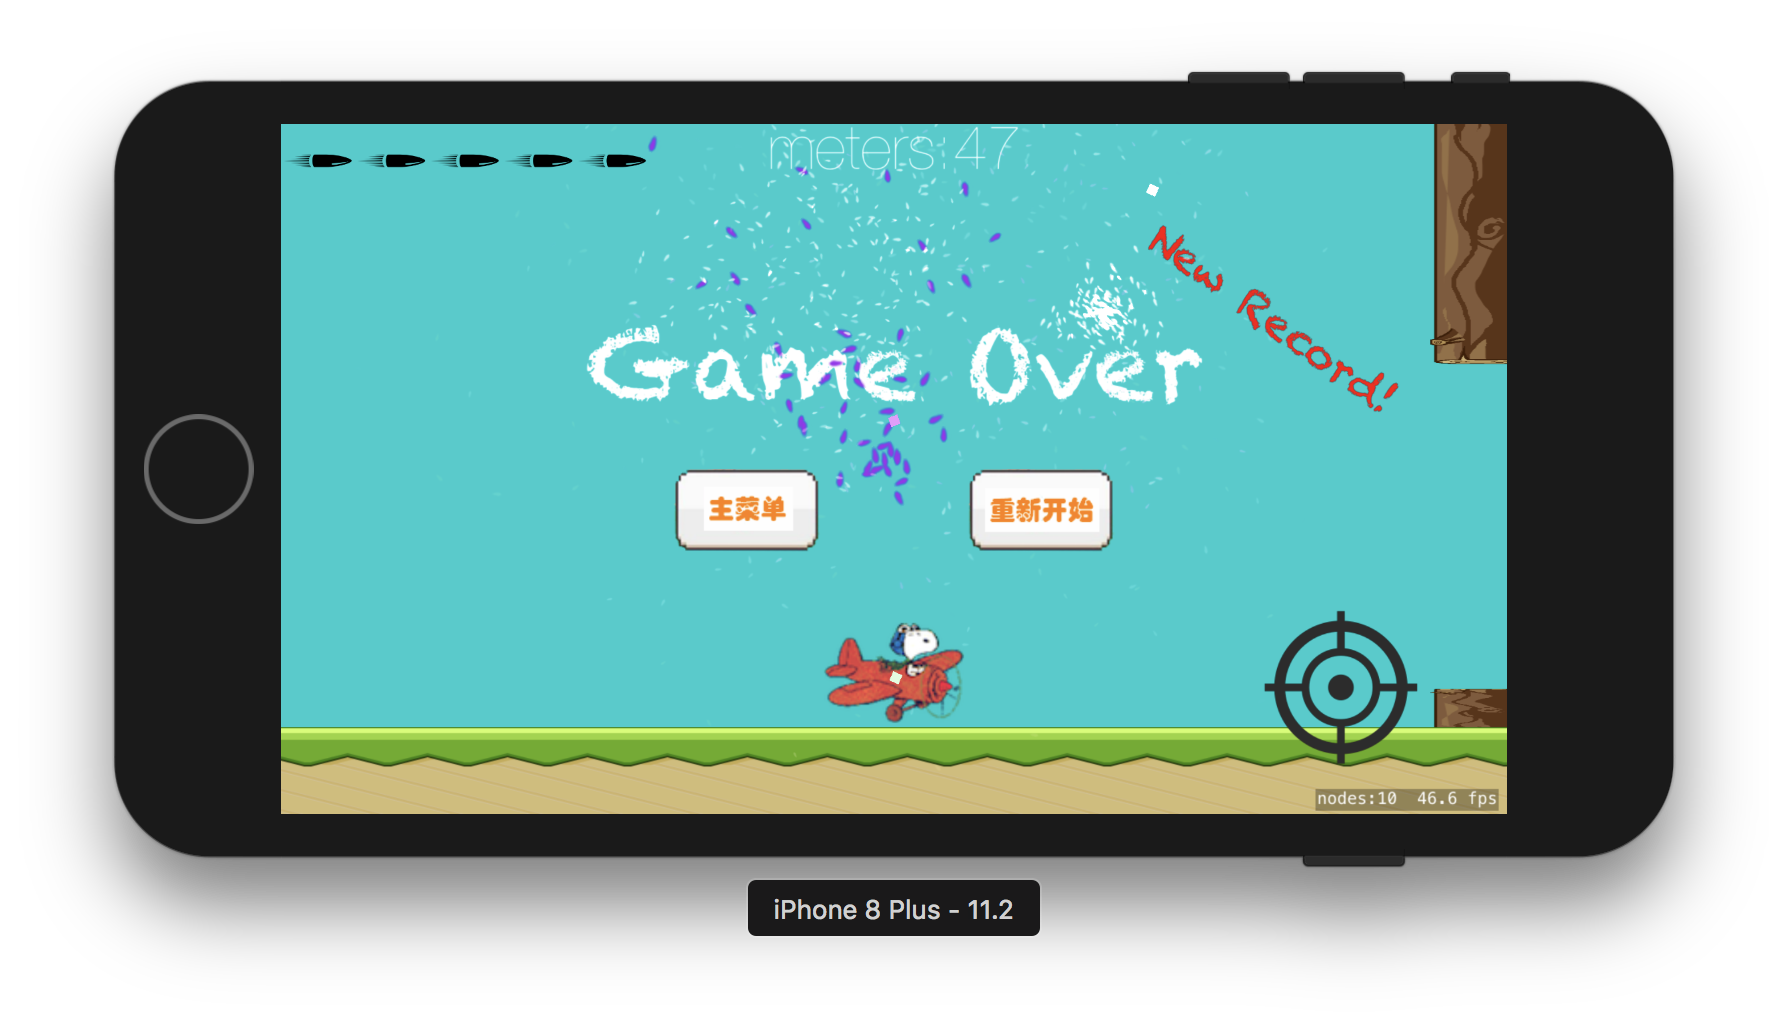 meters:47
New Record!
Game Over
主菜单
重新开始
nodes:10 46.6 fps
iPhone 8 Plus - 11.2